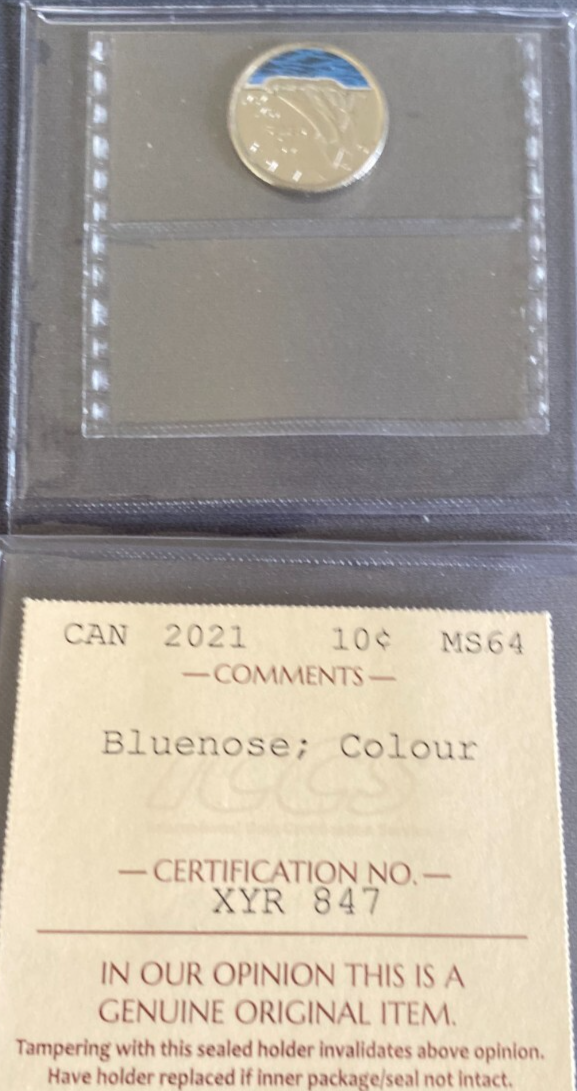 CAN 2021 10¢ MS64
—COMMENTS—
Bluenose; Colour
ICCS
—CERTIFICATION NO.—
XYR 847
IN OUR OPINION THIS IS A
GENUINE ORIGINAL ITEM.
Tampering with this sealed holder invalidates above opinion.
Have holder replaced if inner package/seal not intact.